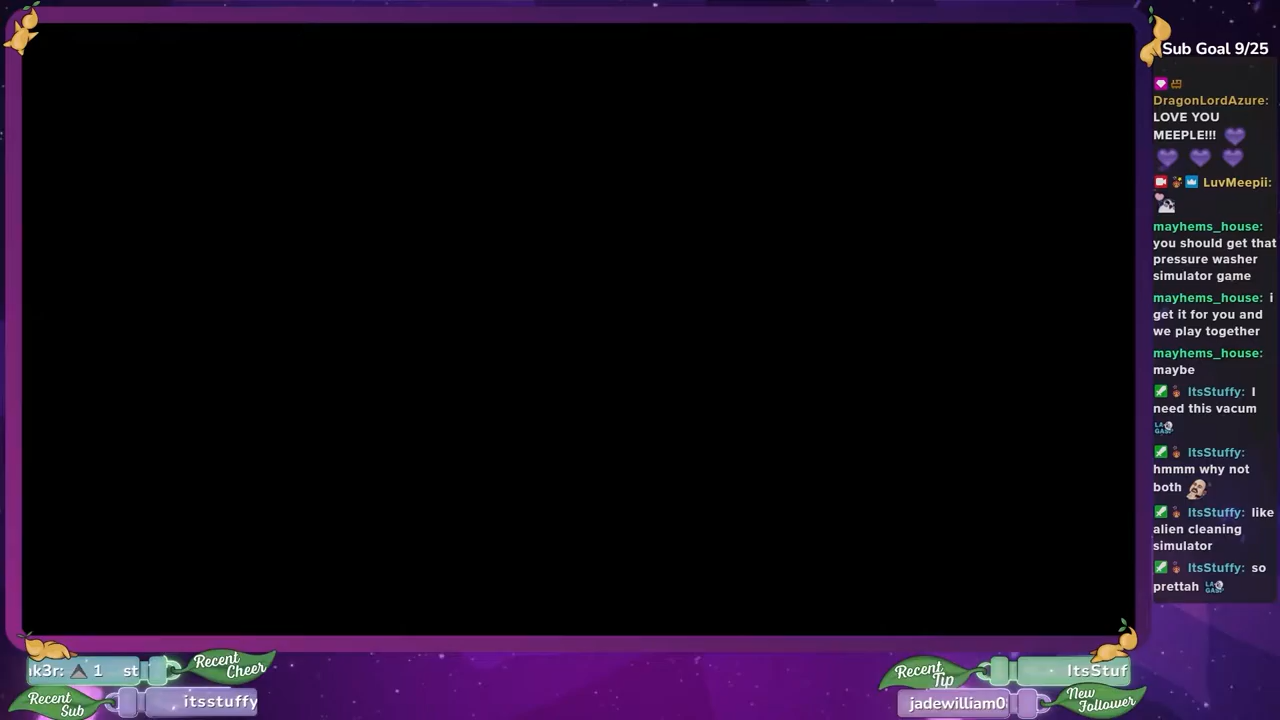 Sub Goal 9/25
DragonLordAzure:
LOVE YOU
MEEPLE!!!
LuvMeepii:
mayhems_house:
you should get that
pressure washer
simulator game
mayhems_house: i
get it for you and
we play together
mayhems_house:
maybe
ItsStuffy: I
need this vacum
ItsStuffy:
hmmm why not
both
ItsStuffy: like
alien cleaning
simulator
ItsStuffy: so
prettah
Recent
Cheer
k3r: 1 st
Recent
Sub
itsstuffy
Recent
Tip
ItsStuf
jadewilliam0
New
Follower